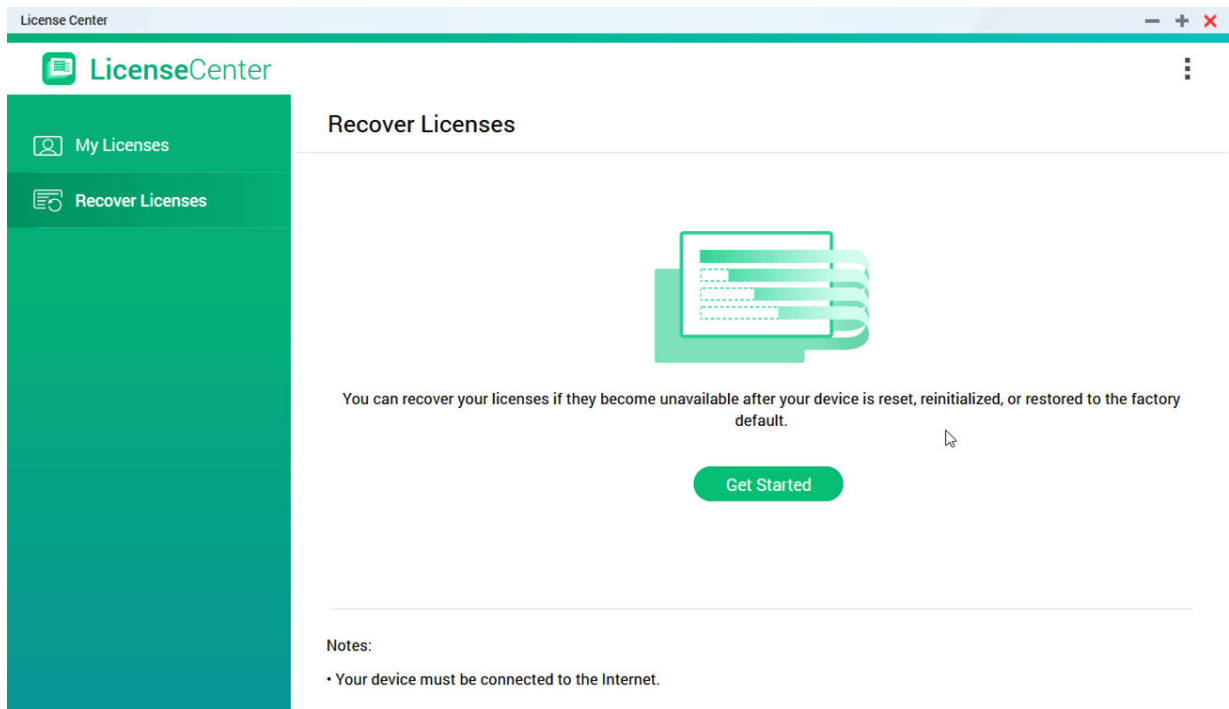 License Center
LicenseCenter
My Licenses
Recover Licenses
Recover Licenses
You can recover your licenses if they become unavailable after your device is reset, reinitialized, or restored to the factory
default.
Get Started
Notes:
• Your device must be connected to the Internet.